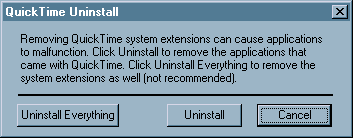 QuickTime Uninstall
Removing QuickTime system extensions can cause applications
to malfunction. Click Uninstall to remove the applications that
came with QuickTime. Click Uninstall Everything to remove the
system extensions as well (not recommended).
Uninstall Everything
Uninstall
Cancel